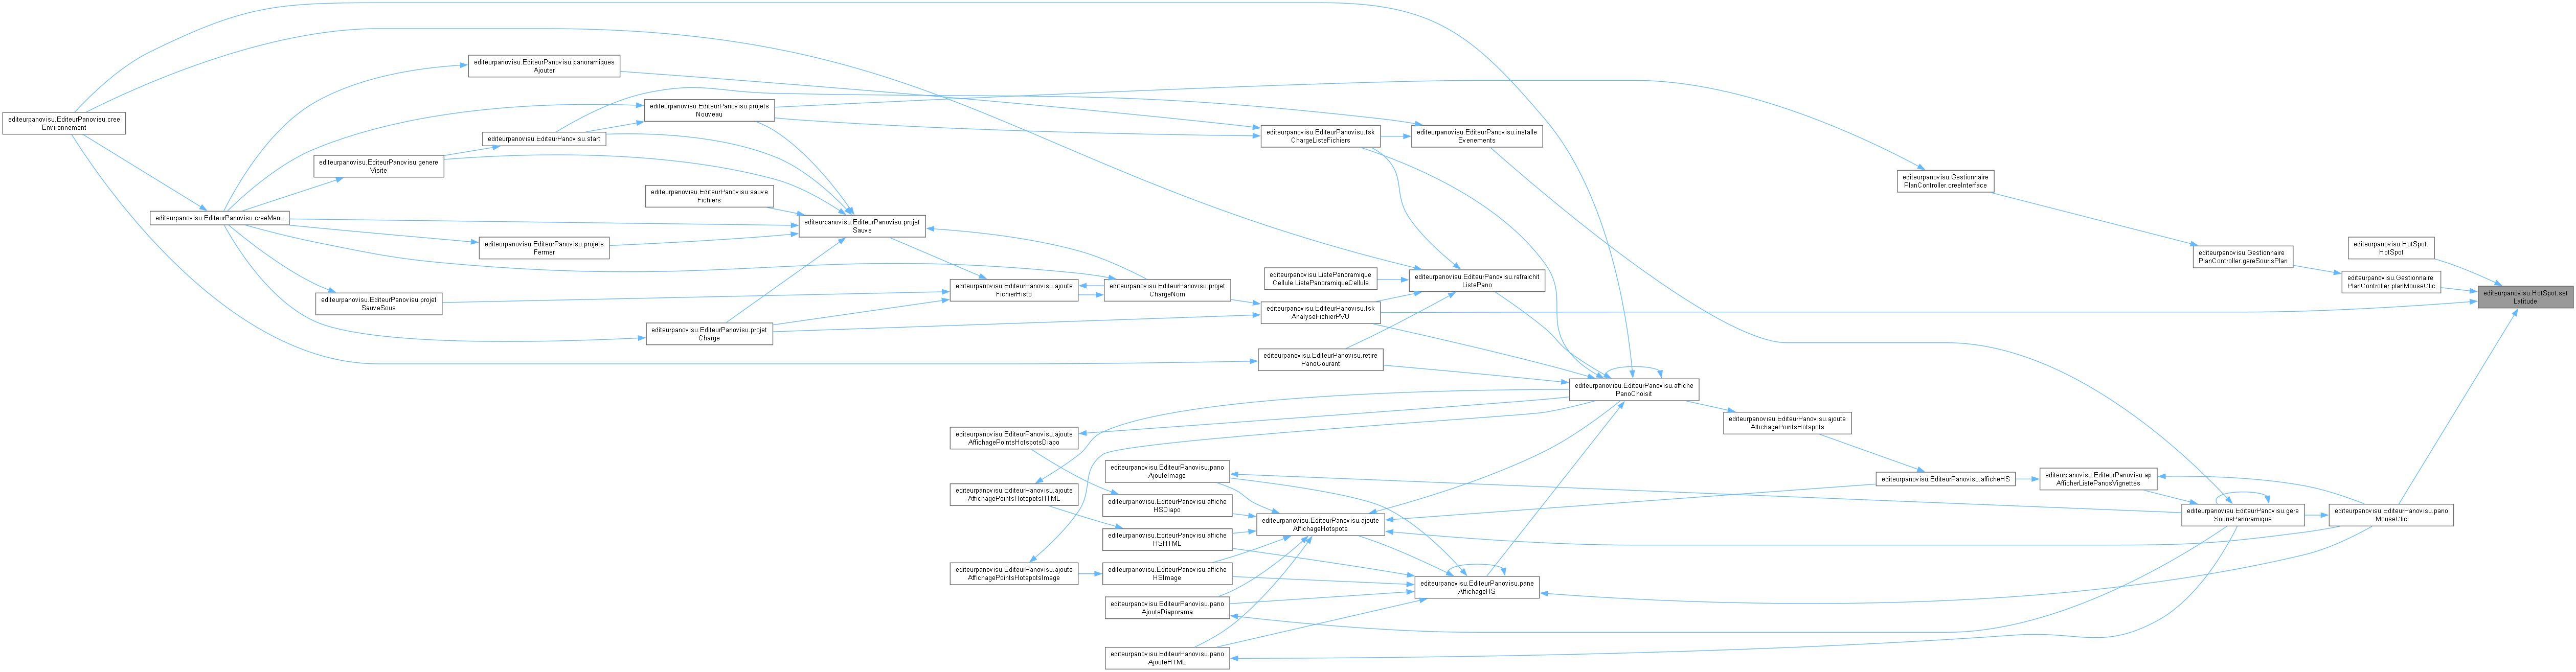 editeurpanovisu.EditeurPanovisu.cree
Environnement
editeurpanovisu.EditeurPanovisu.creeMenu
editeurpanovisu.EditeurPanovisu.genere
Visite
editeurpanovisu.EditeurPanovisu.projet
SauveSous
editeurpanovisu.EditeurPanovisu.panoramiques
Ajouter
editeurpanovisu.EditeurPanovisu.start
editeurpanovisu.EditeurPanovisu.projets
Fermer
editeurpanovisu.EditeurPanovisu.projets
Nouveau
editeurpanovisu.EditeurPanovisu.sauve
Fichiers
editeurpanovisu.EditeurPanovisu.projet
Charge
editeurpanovisu.EditeurPanovisu.projet
Sauve
editeurpanovisu.EditeurPanovisu.ajoute
FichierHisto
editeurpanovisu.EditeurPanovisu.projet
ChargeNom
editeurpanovisu.EditeurPanovisu.tsk
ChargeListeFichiers
editeurpanovisu.ListePanoramique
Cellule.ListePanoramiqueCellule
editeurpanovisu.EditeurPanovisu.tsk
AnalyseFichierPVU
editeurpanovisu.EditeurPanovisu.retire
PanoCourant
editeurpanovisu.EditeurPanovisu.installe
Evenements
editeurpanovisu.EditeurPanovisu.rafraichit
ListePano
editeurpanovisu.EditeurPanovisu.affiche
PanoChoisit
editeurpanovisu.EditeurPanovisu.ajoute
AffichagePointsHotspots
editeurpanovisu.EditeurPanovisu.ajoute
AffichagePointsHotspotsDiapo
editeurpanovisu.EditeurPanovisu.ajoute
AffichagePointsHotspotsHTML
editeurpanovisu.EditeurPanovisu.ajoute
AffichagePointsHotspotsImage
editeurpanovisu.EditeurPanovisu.pano
AjouteImage
editeurpanovisu.EditeurPanovisu.affiche
HSDiapo
editeurpanovisu.EditeurPanovisu.affiche
HSHTML
editeurpanovisu.EditeurPanovisu.affiche
HSImage
editeurpanovisu.EditeurPanovisu.pano
AjouteDiaporama
editeurpanovisu.EditeurPanovisu.pano
AjouteHTML
editeurpanovisu.EditeurPanovisu.ajoute
AffichageHotspots
editeurpanovisu.EditeurPanovisu.pane
AffichageHS
editeurpanovisu.EditeurPanovisu.afficheHS
editeurpanovisu.EditeurPanovisu.ap
AfficherListePanosVignettes
editeurpanovisu.EditeurPanovisu.gere
SourisPanoramique
editeurpanovisu.EditeurPanovisu.pano
MouseClic
editeurpanovisu.Gestionnaire
PlanController.creeInterface
editeurpanovisu.Gestionnaire
PlanController.gereSourisPlan
editeurpanovisu.HotSpot.
HotSpot
editeurpanovisu.Gestionnaire
PlanController.planMouseClic
editeurpanovisu.HotSpot.set
Latitude